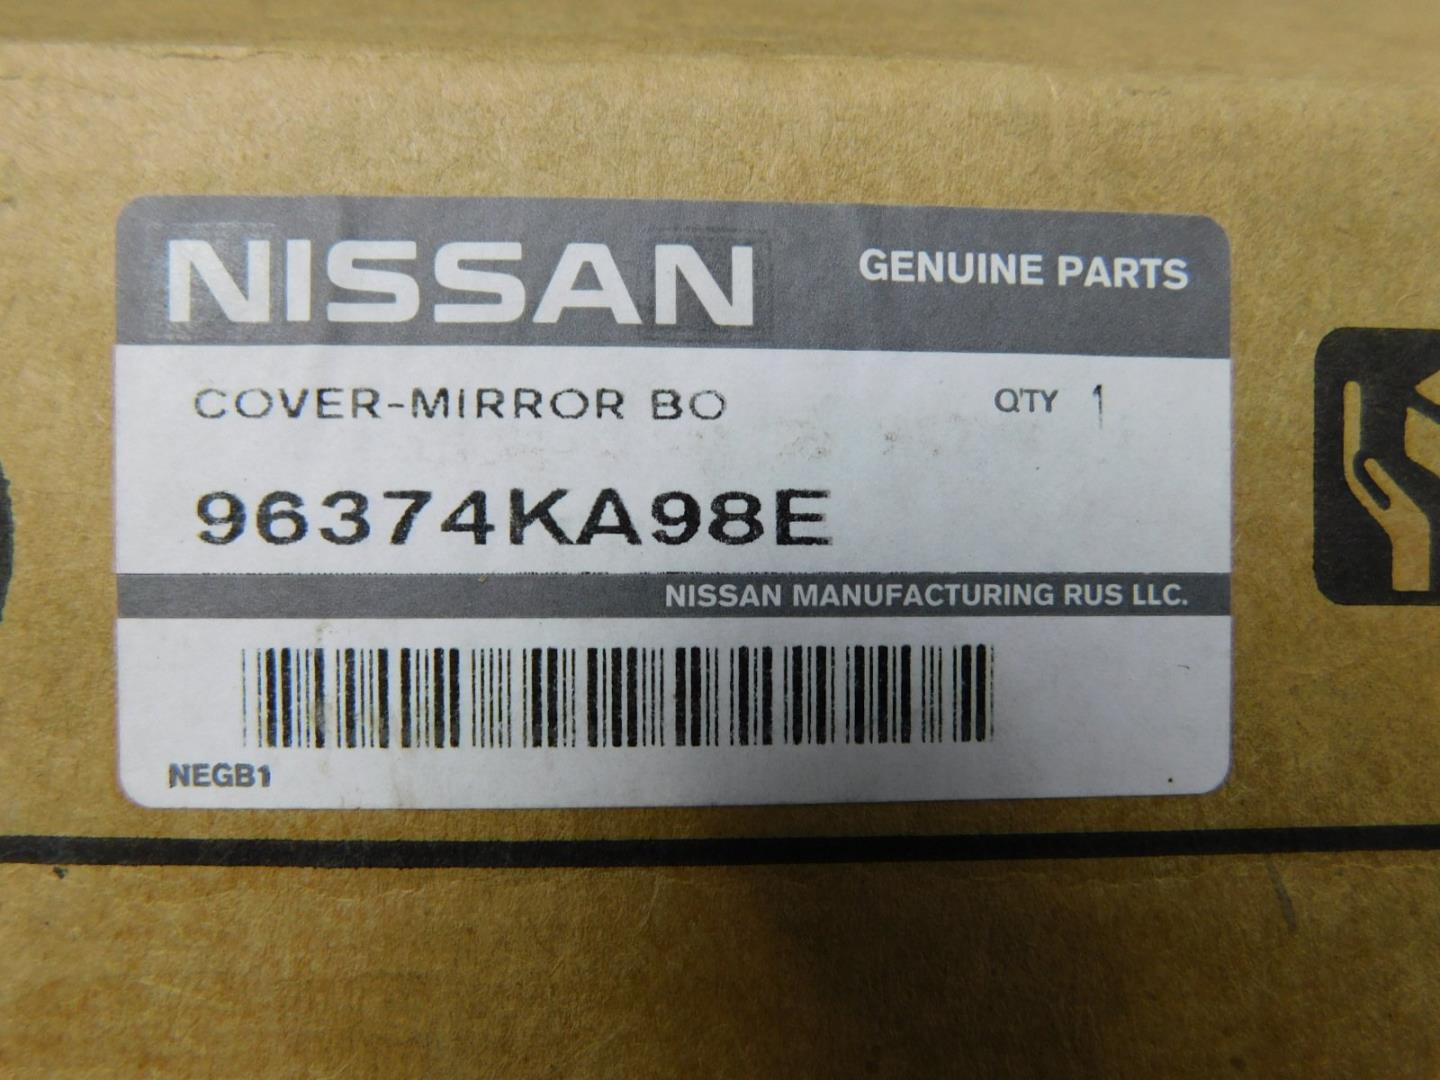 NISSAN GENUINE PARTS
COVER-MIRROR BO QTY 1
96374KA98E
NISSAN MANUFACTURING RUS LLC.
NEGB1